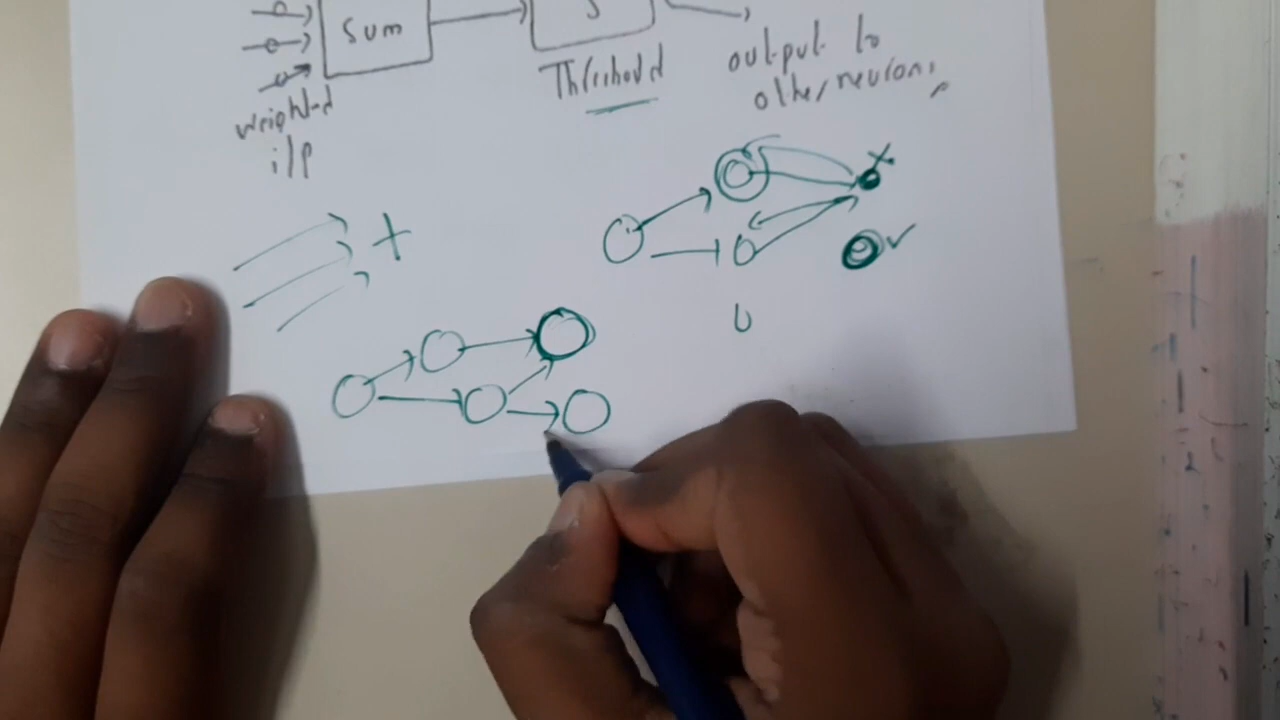 Sum
S
Threshold
output to
other neurons
weighted
i/p
+